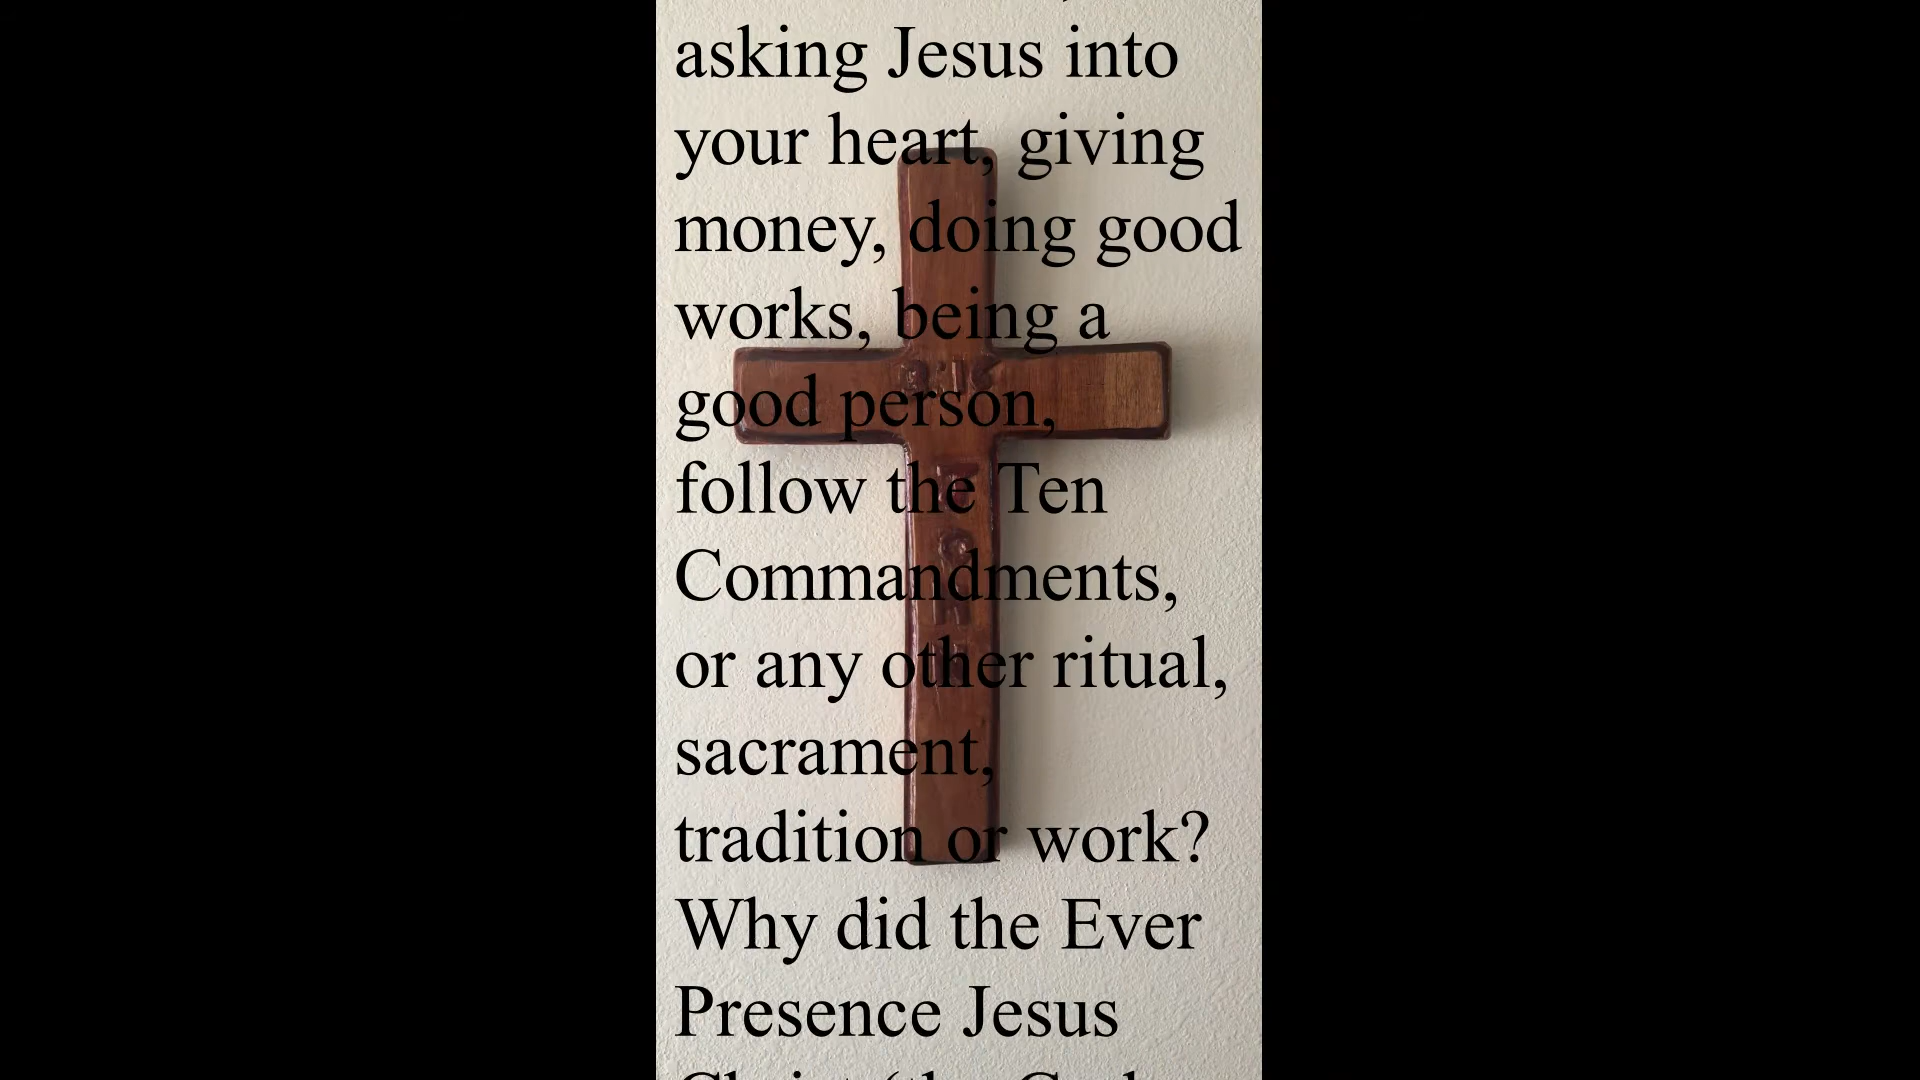 asking Jesus into
your heart, giving
money, doing good
works, being a
good person,
follow the Ten
Commandments,
or any other ritual,
sacrament,
tradition or work?
Why did the Ever
Presence Jesus